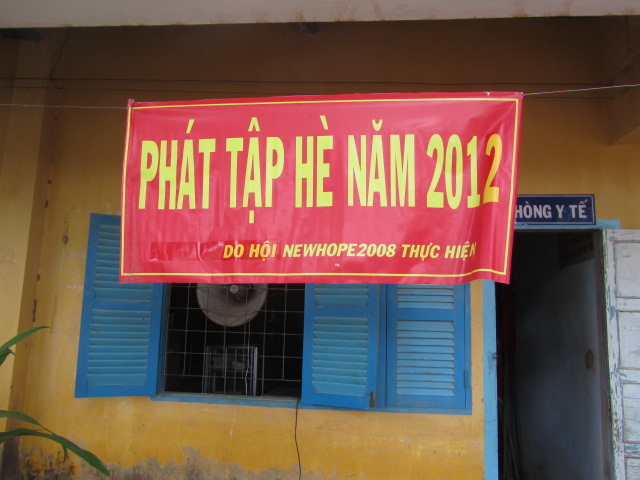 PHÁT TẬP HÈ NĂM 2012
DO HỘI NEWHOPE2008 THỰC HIỆN
HÒNG Y TẾ